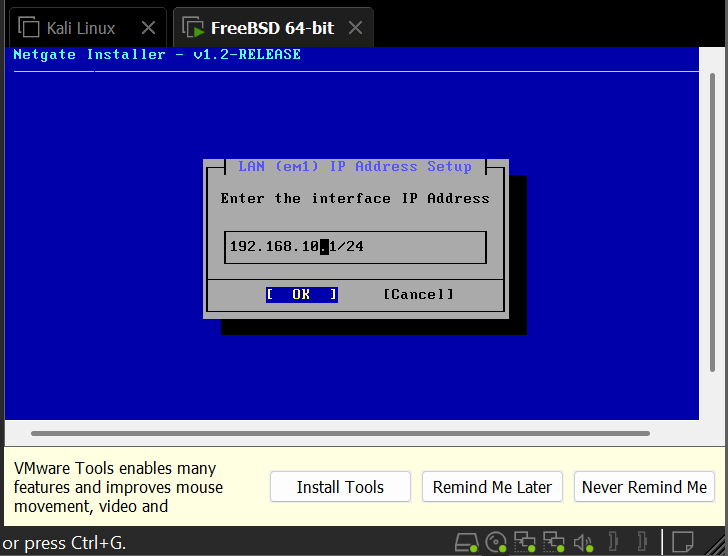 Kali Linux
FreeBSD 64-bit
Netgate Installer - v1.2-RELEASE
LAN (em1) IP Address Setup
Enter the interface IP Address
192.168.10.1/24
[ OK ] [Cancel]
VMware Tools enables many
features and improves mouse
movement, video and
Install Tools
Remind Me Later
Never Remind Me
or press Ctrl+G.